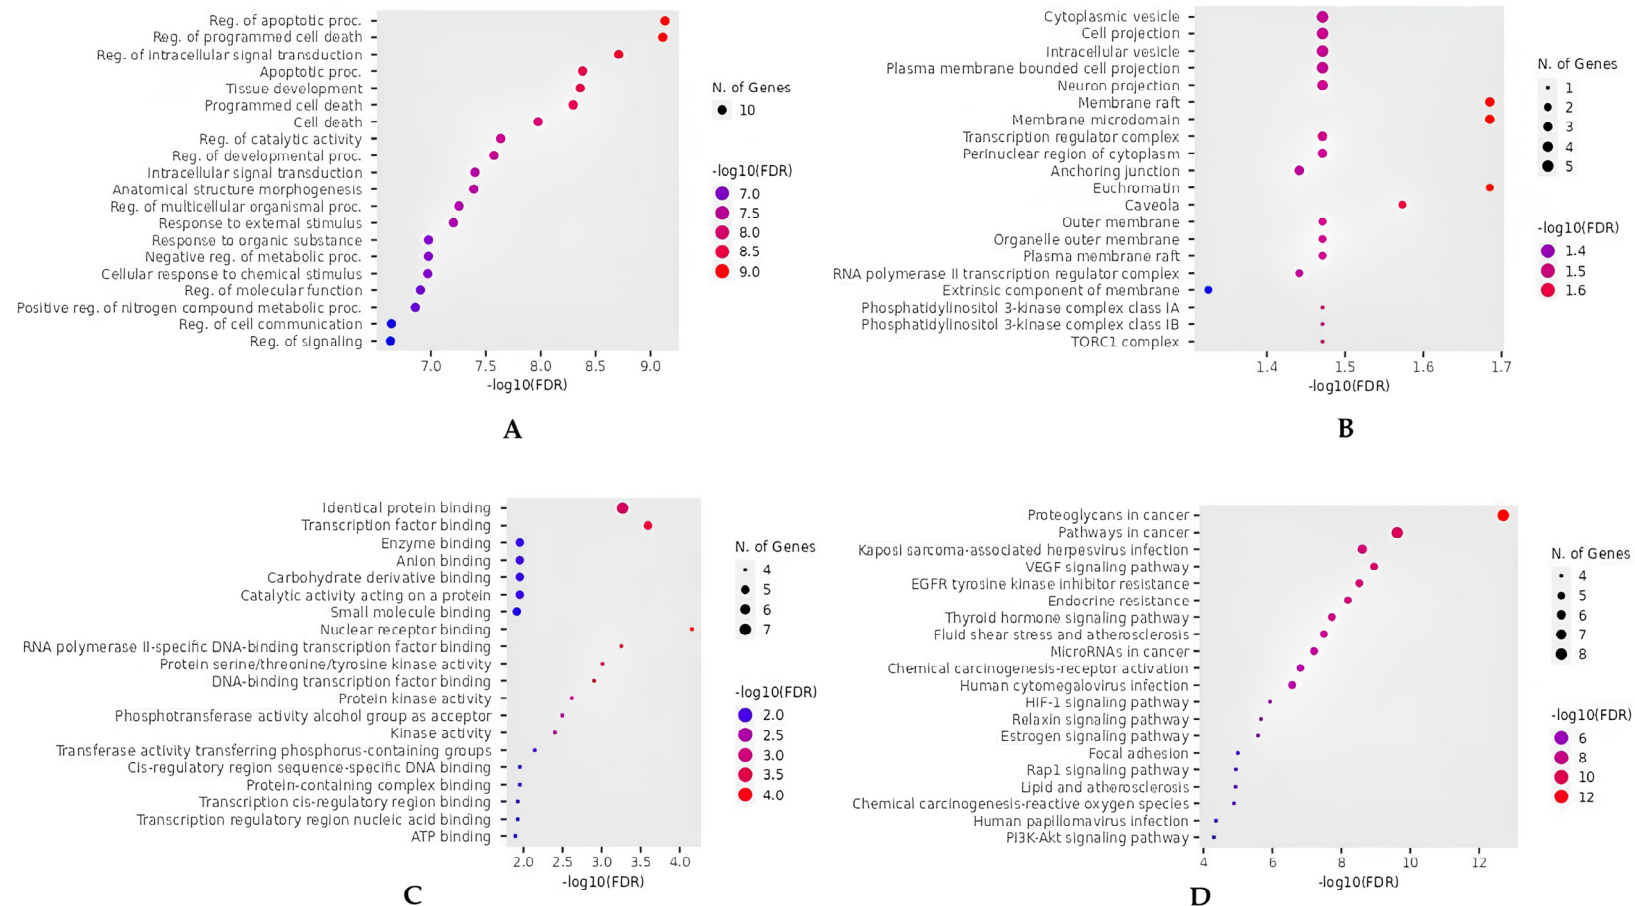 Reg. of apoptotic proc.
Reg. of programmed cell death
Reg. of intracellular signal transduction
Apoptotic proc.
Tissue development
Programmed cell death
Cell death
Reg. of catalytic activity
Reg. of developmental proc.
Intracellular signal transduction
Anatomical structure morphogenesis
Reg. of multicellular organismal proc.
Response to external stimulus
Response to organic substance
Negative reg. of metabolic proc.
Cellular response to chemical stimulus
Reg. of molecular function
Positive reg. of nitrogen compound metabolic proc.
Reg. of cell communication
Reg. of signaling
7.0 7.5 8.0 8.5 9.0
-log10(FDR)
N. of Genes
10
-log10(FDR)
7.0
7.5
8.0
8.5
9.0
A
Cytoplasmic vesicle
Cell projection
Intracellular vesicle
Plasma membrane bounded cell projection
Neuron projection
Membrane raft
Membrane microdomain
Transcription regulator complex
Perinuclear region of cytoplasm
Anchoring junction
Euchromatin
Caveola
Outer membrane
Organelle outer membrane
Plasma membrane raft
RNA polymerase II transcription regulator complex
Extrinsic component of membrane
Phosphatidylinositol 3-kinase complex class IA
Phosphatidylinositol 3-kinase complex class IB
TORC1 complex
1.4 1.5 1.6 1.7
-log10(FDR)
N. of Genes
1
2
3
4
5
-log10(FDR)
1.4
1.5
1.6
B
Identical protein binding
Transcription factor binding
Enzyme binding
Anion binding
Carbohydrate derivative binding
Catalytic activity acting on a protein
Small molecule binding
Nuclear receptor binding
RNA polymerase II-specific DNA-binding transcription factor binding
Protein serine/threonine/tyrosine kinase activity
DNA-binding transcription factor binding
Protein kinase activity
Phosphotransferase activity alcohol group as acceptor
Kinase activity
Transferase activity transferring phosphorus-containing groups
Cis-regulatory region sequence-specific DNA binding
Protein-containing complex binding
Transcription cis-regulatory region binding
Transcription regulatory region nucleic acid binding
ATP binding
2.0 2.5 3.0 3.5 4.0
-log10(FDR)
N. of Genes
4
5
6
7
-log10(FDR)
2.0
2.5
3.0
3.5
4.0
C
Proteoglycans in cancer
Pathways in cancer
Kaposi sarcoma-associated herpesvirus infection
VEGF signaling pathway
EGFR tyrosine kinase inhibitor resistance
Endocrine resistance
Thyroid hormone signaling pathway
Fluid shear stress and atherosclerosis
MicroRNAs in cancer
Chemical carcinogenesis-receptor activation
Human cytomegalovirus infection
HIF-1 signaling pathway
Relaxin signaling pathway
Estrogen signaling pathway
Focal adhesion
Rap1 signaling pathway
Lipid and atherosclerosis
Chemical carcinogenesis-reactive oxygen species
Human papillomavirus infection
PI3K-Akt signaling pathway
4 6 8 10 12
-log10(FDR)
N. of Genes
4
5
6
7
8
-log10(FDR)
6
8
10
12
D